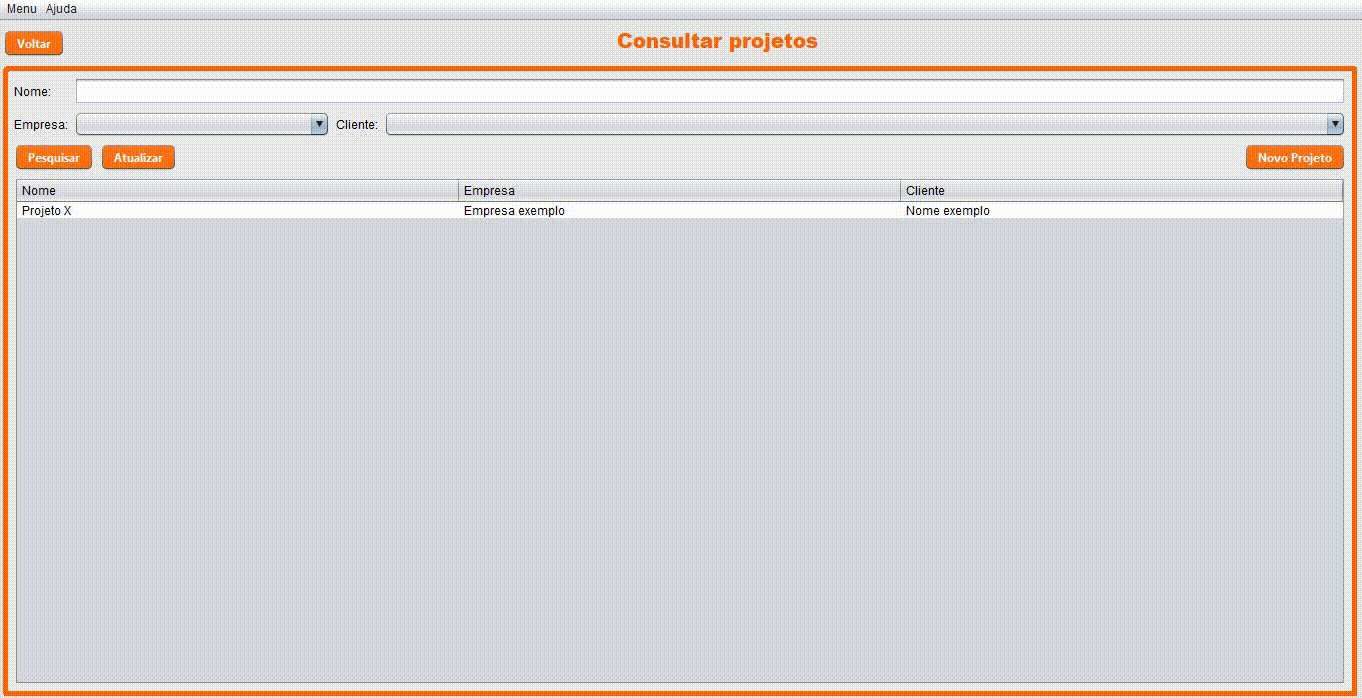 Menu Ajuda
Voltar Consultar projetos
Nome:
Empresa: Cliente:
Pesquisar Atualizar Novo Projeto
Nome Empresa Cliente
Projeto X Empresa exemplo Nome exemplo